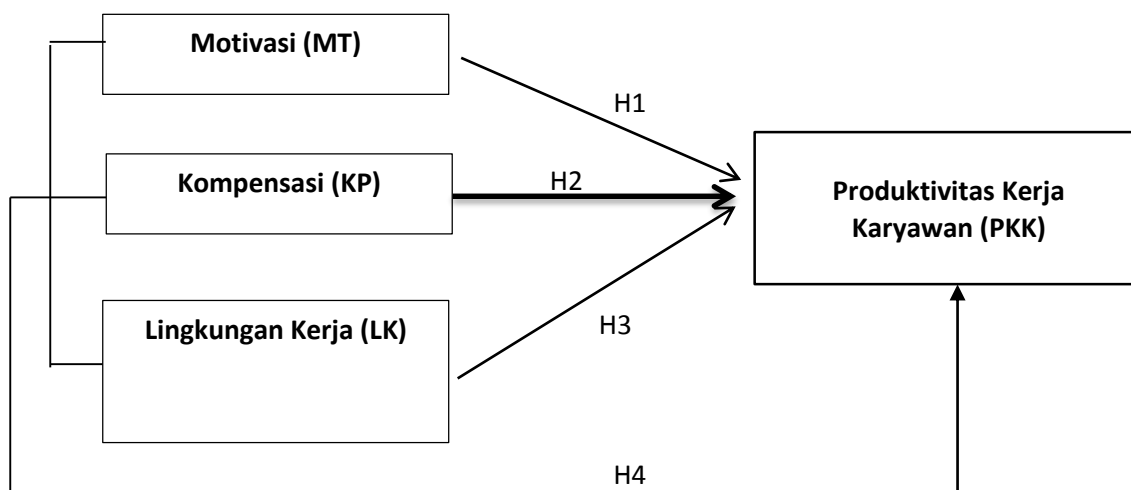 Motivasi (MT)
H1
Kompensasi (KP)
H2
Produktivitas Kerja
Karyawan (PKK)
Lingkungan Kerja (LK)
H3
H4